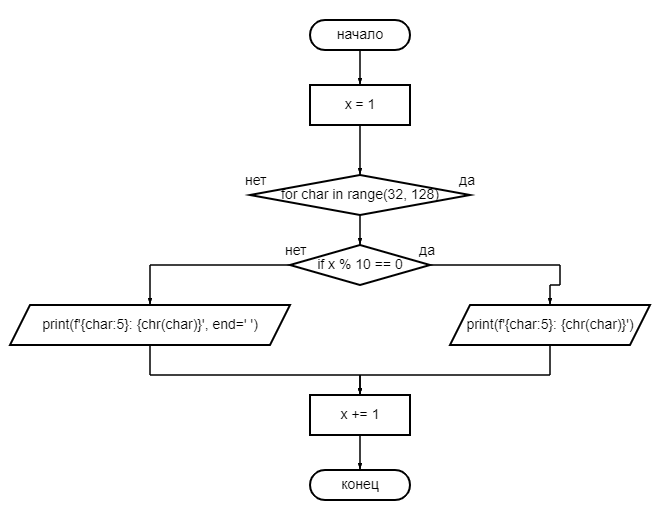 начало
x = 1
нет
да
for char in range(32, 128)
нет
да
if x % 10 == 0
print(f'{char:5}: {chr(char)}', end=' ')
print(f'{char:5}: {chr(char)}')
x += 1
конец